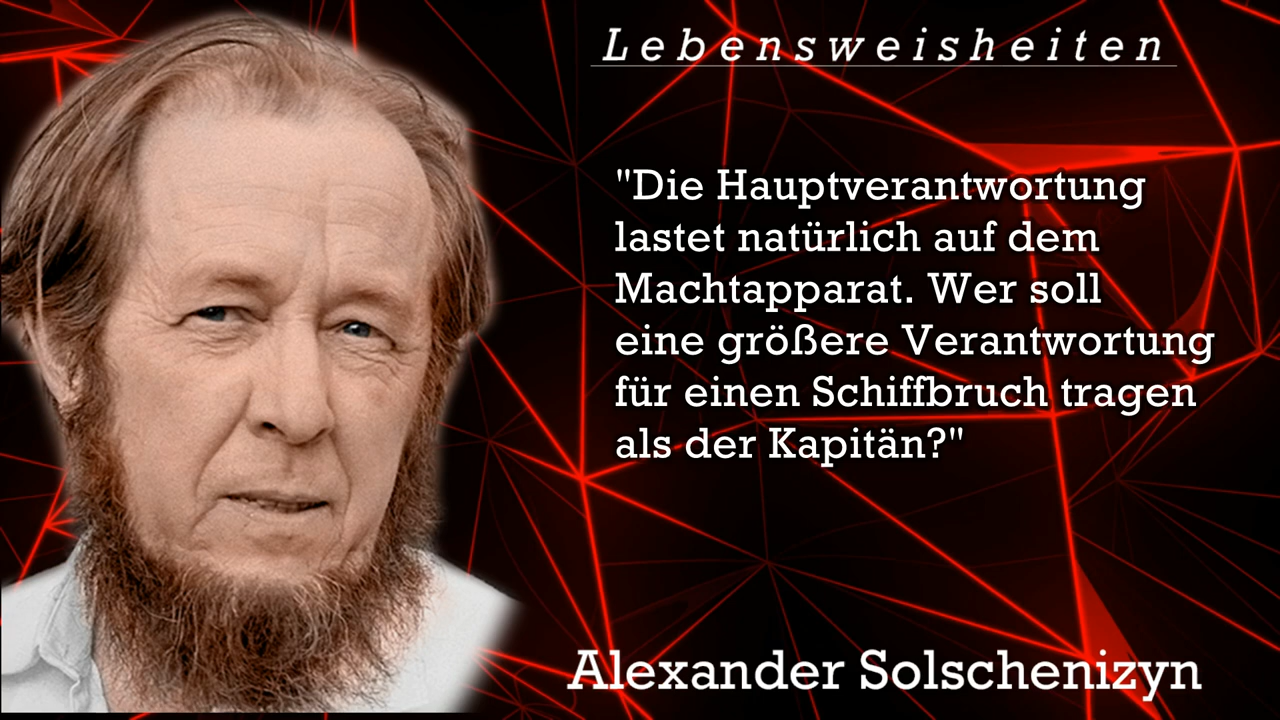 Lebensweisheiten
"Die Hauptverantwortung
lastet natürlich auf dem
Machtapparat. Wer soll
eine größere Verantwortung
für einen Schiffbruch tragen
als der Kapitän?"
Alexander Solschenizyn